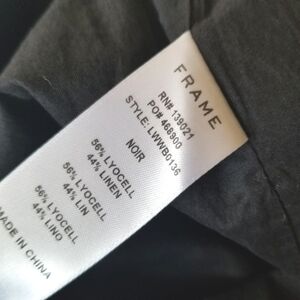 FRAME
RN# 139021
PO# 468900
STYLE: LWWB0136
NOIR
56% LYOCELL
44% LINEN
56% LYOCELL
44% LIN
56% LYOCELL
44% LINO
MADE IN CHINA